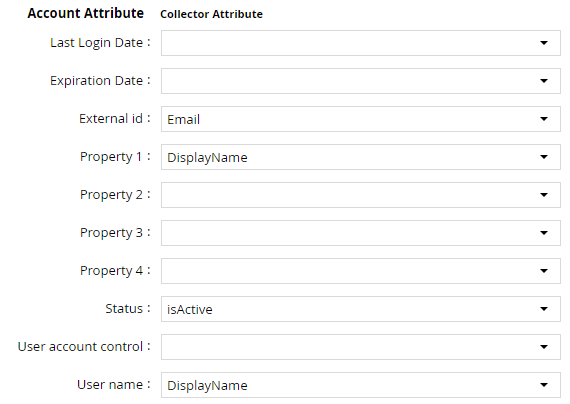 Account Attribute Collector Attribute
Last Login Date :
Expiration Date :
External id : Email
Property 1 : DisplayName
Property 2 :
Property 3 :
Property 4 :
Status : isActive
User account control :
User name : DisplayName